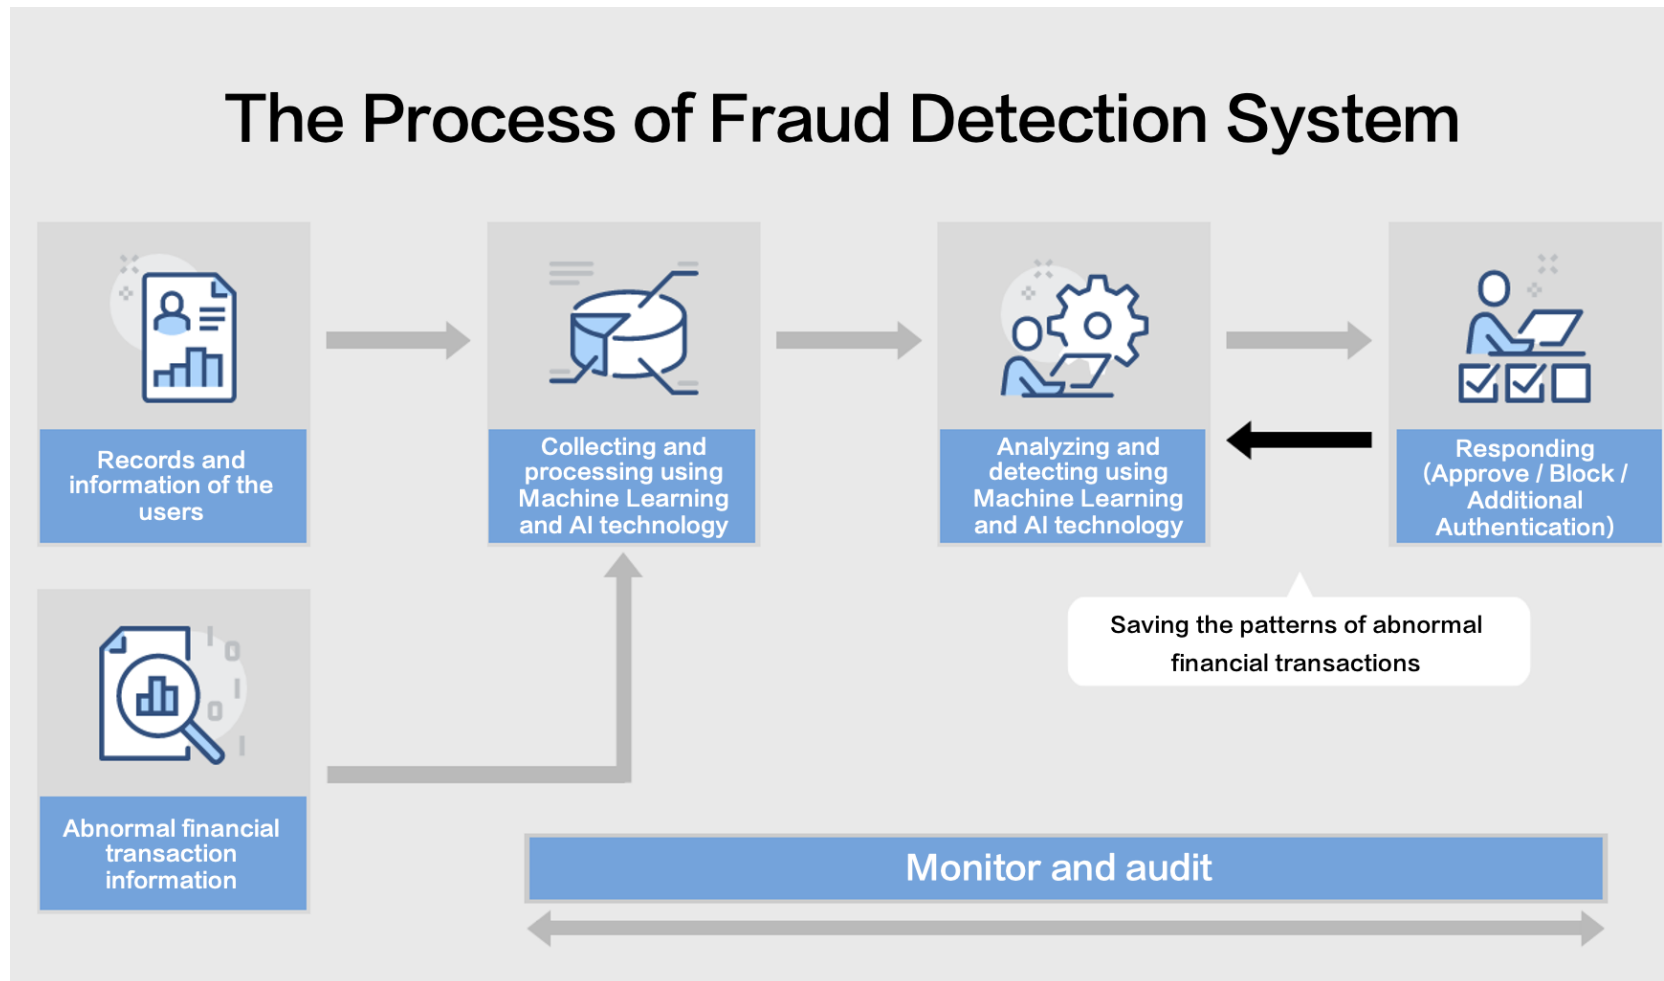 The Process of Fraud Detection System
Records and
information of the
users
Collecting and
processing using
Machine Learning
and AI technology
Analyzing and
detecting using
Machine Learning
and AI technology
Responding
(Approve / Block /
Additional
Authentication)
Saving the patterns of abnormal
financial transactions
Abnormal financial
transaction
information
Monitor and audit